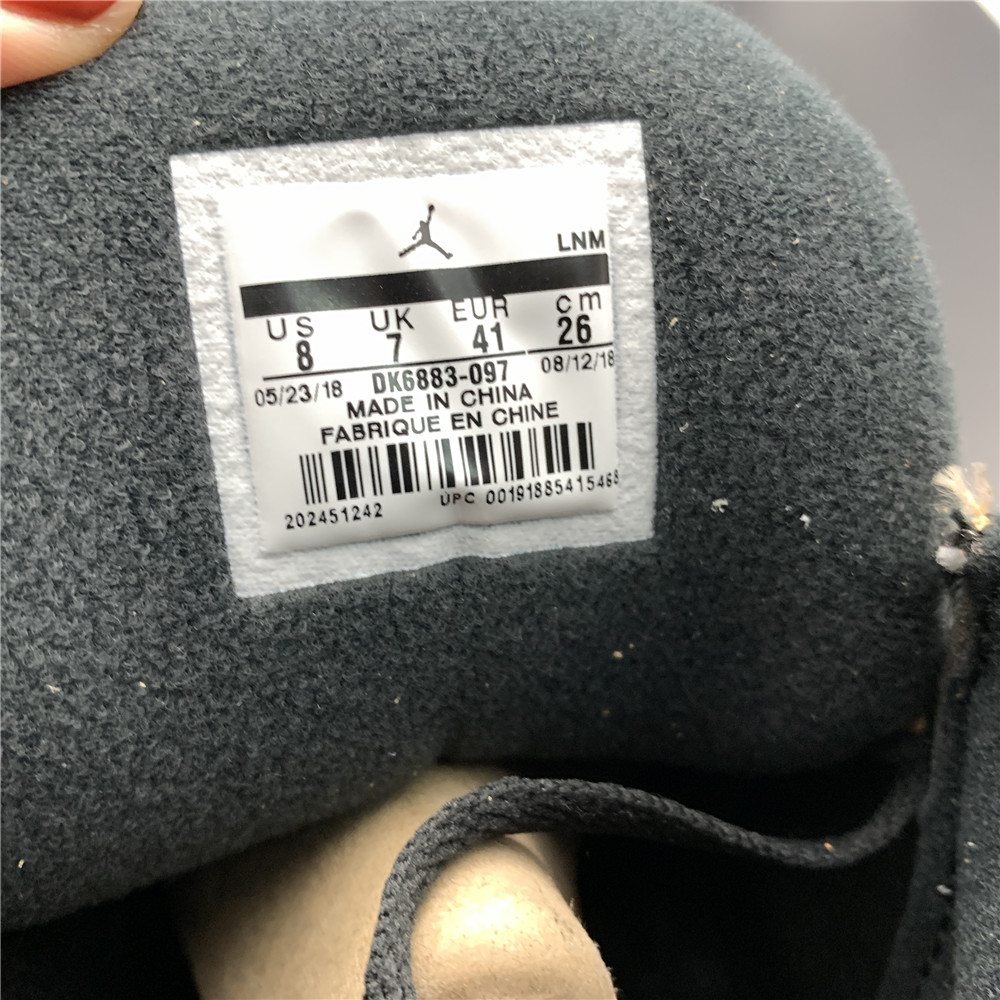 LNM
US UK EUR cm
8 7 41 26
05/23/18 DK6883-097 08/12/18
MADE IN CHINA
FABRIQUE EN CHINE
202451242 UPC 00191885415468